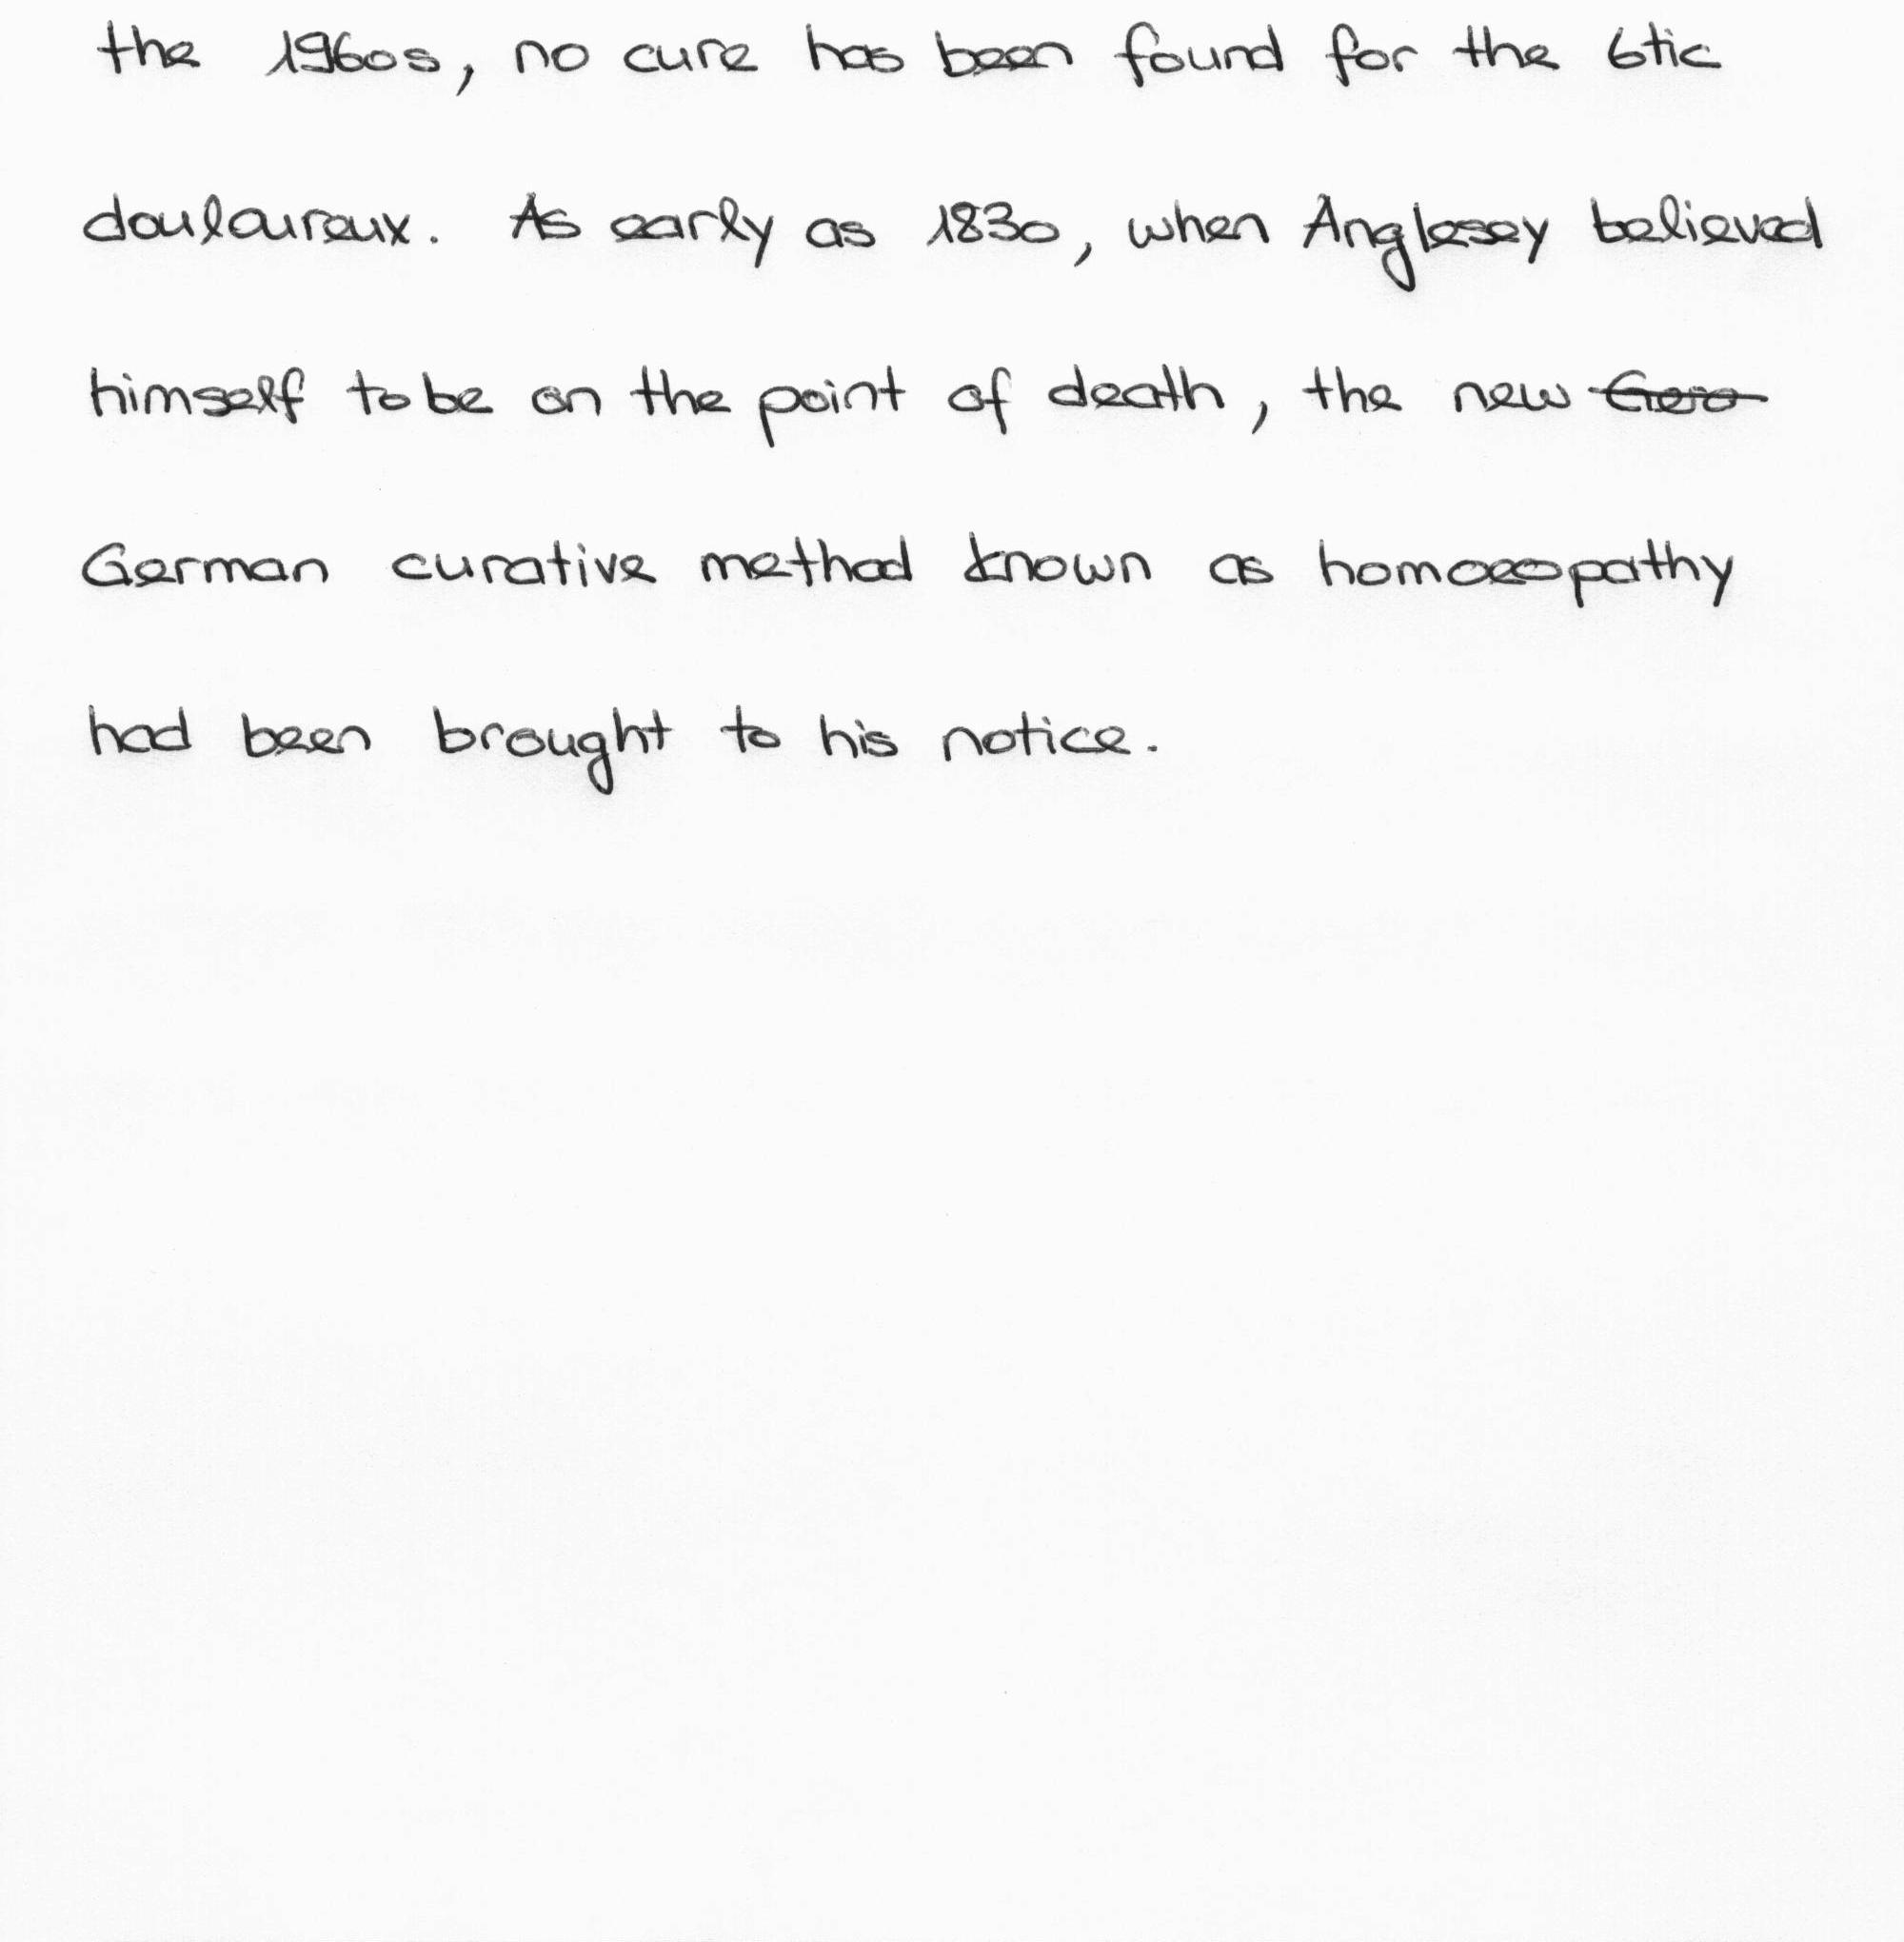 the 1960s, no cure has been found for the 6tic
douloureux. As early as 1830, when Anglesey believed
himself to be on the point of death, the new
German curative method known as homoeopathy
had been brought to his notice.